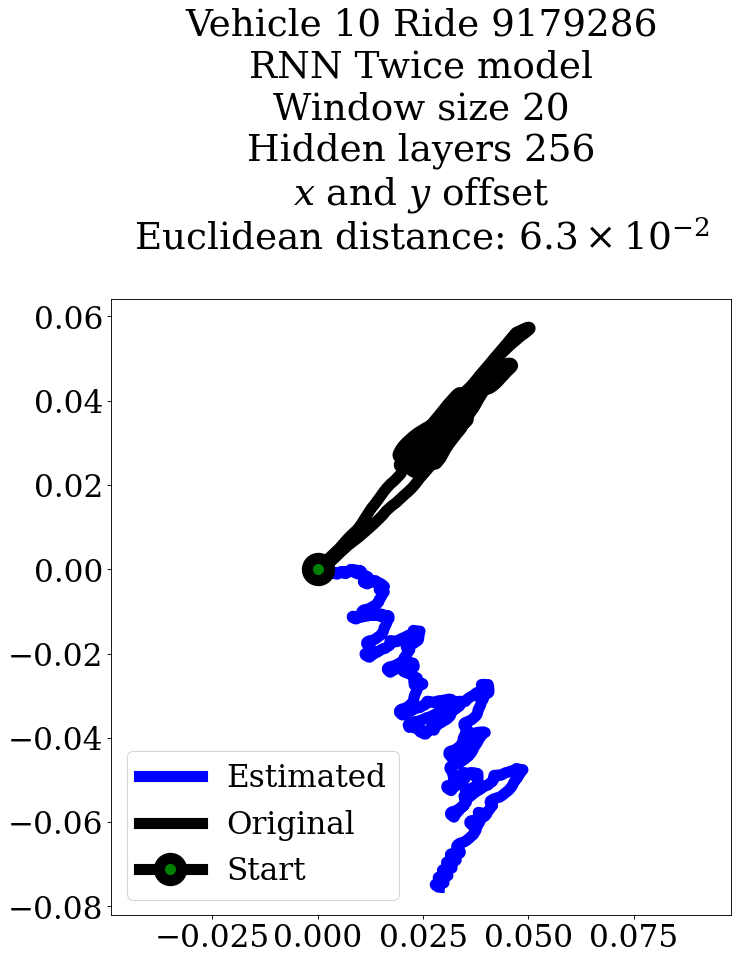 Vehicle 10 Ride 9179286
RNN Twice model
Window size 20
Hidden layers 256
x and y offset
Euclidean distance: 6.3 × 10⁻²
0.06
0.04
0.02
0.00
−0.02
−0.04
−0.06
−0.08
Estimated
Original
Start
−0.025 0.000 0.025 0.050 0.075